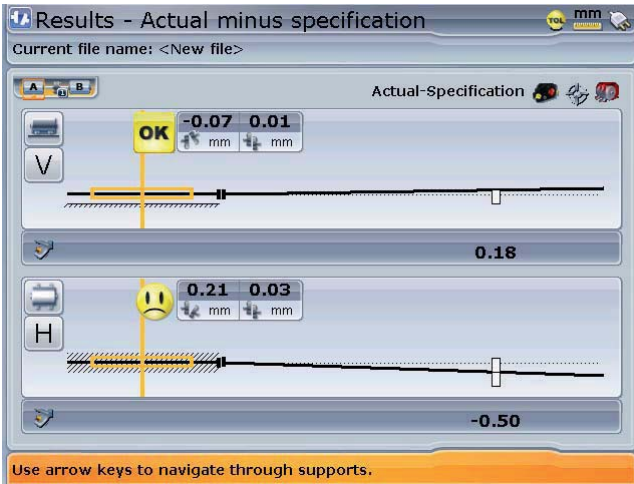 Results - Actual minus specification
TOL mm
Current file name: <New file>
A B
Actual-Specification
OK
-0.07 0.01
mm mm
V
0.18
0.21 0.03
mm mm
H
-0.50
Use arrow keys to navigate through supports.